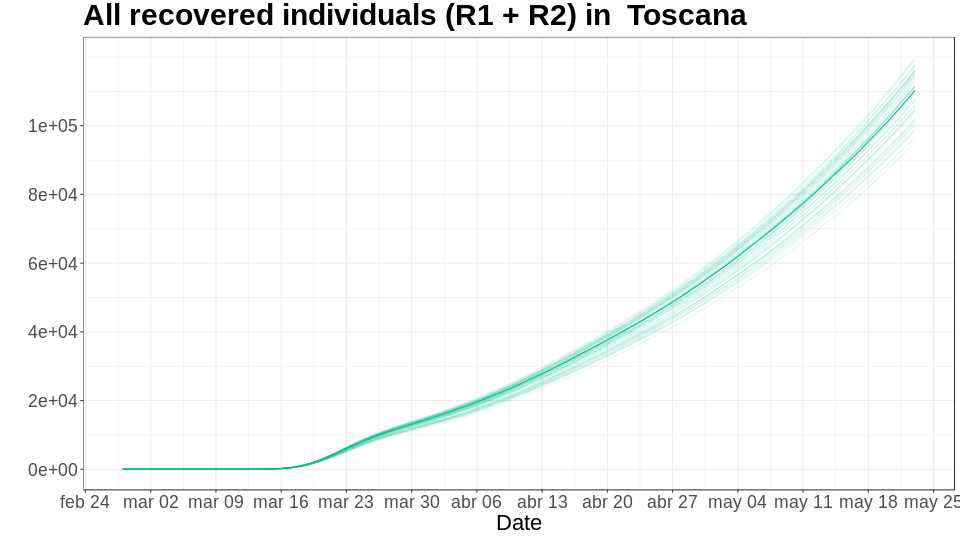 All recovered individuals (R1 + R2) in  Toscana
1e+05
8e+04
6e+04
4e+04
2e+04
0e+00
feb 24 mar 02 mar 09 mar 16 mar 23 mar 30 abr 06 abr 13 abr 20 abr 27 may 04 may 11 may 18 may 25
Date